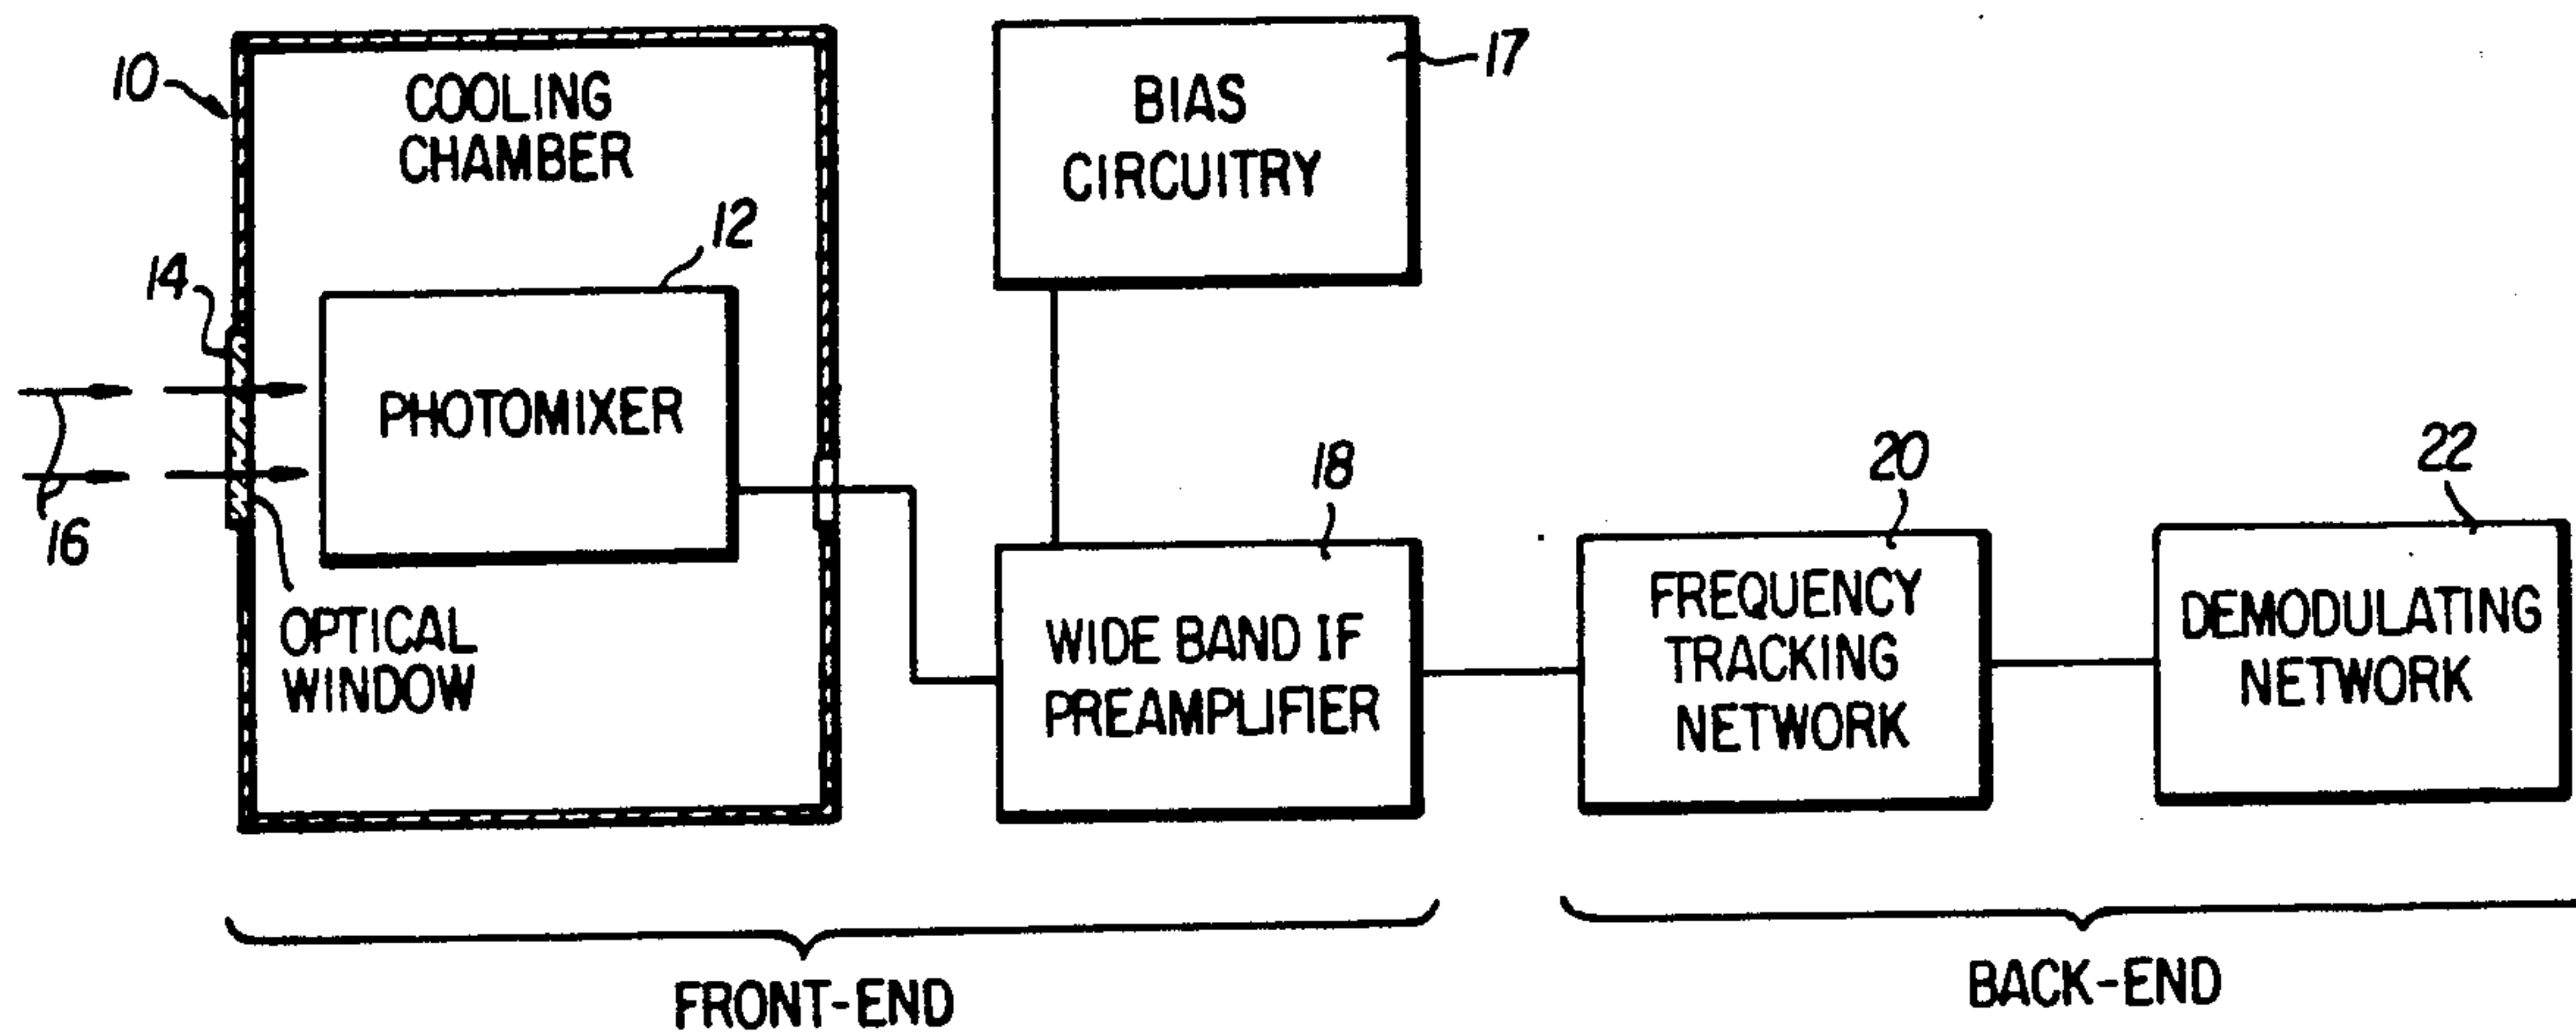 10
COOLING
CHAMBER
12
14
PHOTOMIXER
16
OPTICAL
WINDOW
BIAS
CIRCUITRY
17
18
WIDE BAND IF
PREAMPLIFIER
20
FREQUENCY
TRACKING
NETWORK
22
DEMODULATING
NETWORK
FRONT-END
BACK-END